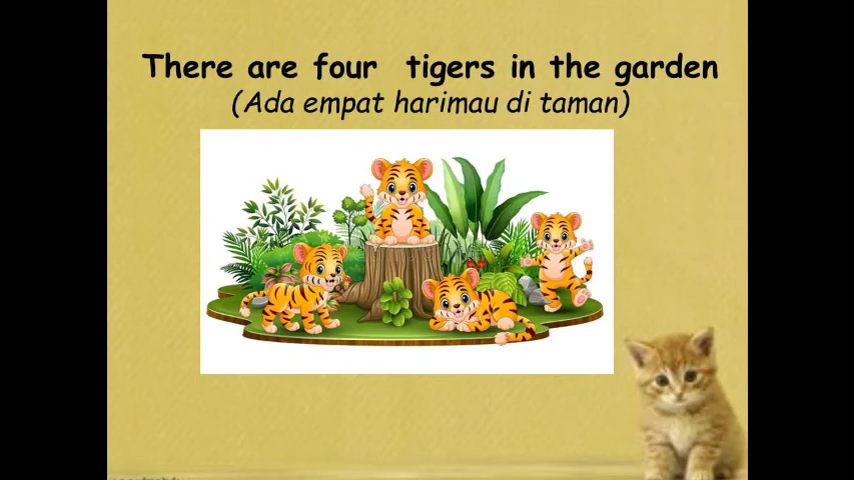 There are four tigers in the garden
(Ada empat harimau di taman)